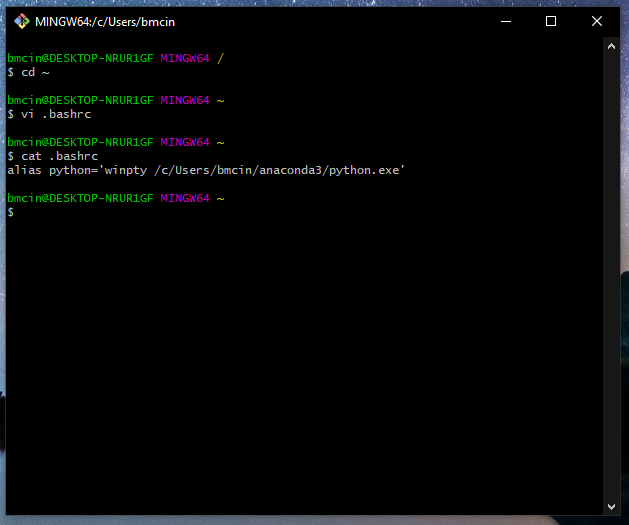 MINGW64:/c/Users/bmcin
bmcin@DESKTOP-NRUR1GF MINGW64 /
$ cd ~
bmcin@DESKTOP-NRUR1GF MINGW64 ~
$ vi .bashrc
bmcin@DESKTOP-NRUR1GF MINGW64 ~
$ cat .bashrc
alias python='winpty /c/Users/bmcin/anaconda3/python.exe'
bmcin@DESKTOP-NRUR1GF MINGW64 ~
$